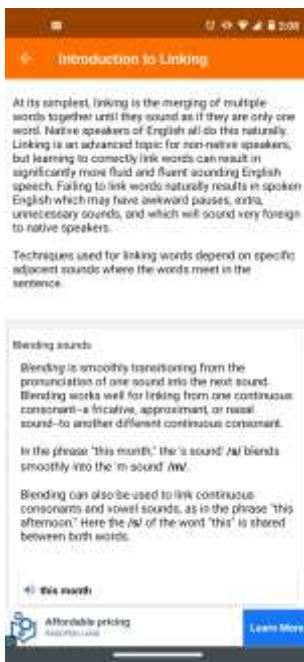 2:08
Introduction to Linking
At its simplest, linking is the merging of multiple
words together until they sound as if they are only one
word. Native speakers of English all do this naturally.
Linking is an advanced topic for non-native speakers,
but learning to correctly link words can result in
significantly more fluid and fluent sounding English
speech. Failing to link words naturally results in spoken
English which may have awkward pauses, extra,
unnecessary sounds, and which will sound very foreign
to native speakers.
Techniques used for linking words depend on specific
adjacent sounds where the words meet in the
sentence.
Blending sounds
Blending is smoothly transitioning from the
pronunciation of one sound into the next sound.
Blending works well for linking from one continuous
consonant--a fricative, approximant, or nasal
sound--to another different continuous consonant.
In the phrase "this month," the 's sound' /s/ blends
smoothly into the 'm sound' /m/.
Blending can also be used to link continuous
consonants and vowel sounds, as in the phrase "this
afternoon." Here the /s/ of the word "this" is shared
between both words.
this month
Affordable pricing
Learn More